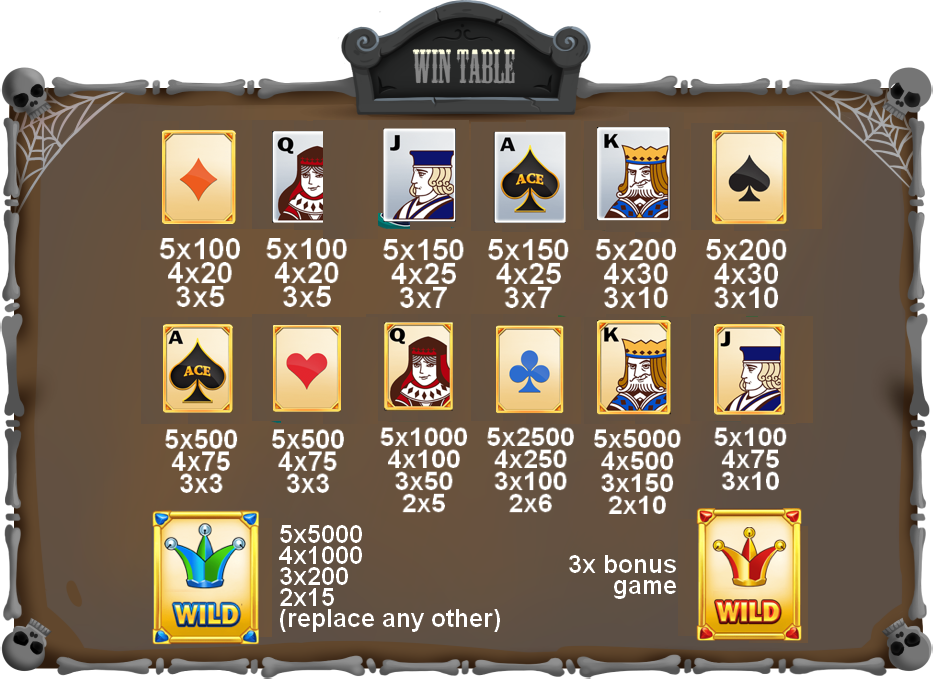 WIN TABLE
Q J A K
ACE
5x100 5x100 5x150 5x150 5x200 5x200
4x20 4x20 4x25 4x25 4x30 4x30
3x5 3x5 3x7 3x7 3x10 3x10
A Q K J
ACE
5x500 5x500 5x1000 5x2500 5x5000 5x100
4x75 4x75 4x100 4x250 4x500 4x75
3x3 3x3 3x50 3x100 3x150 3x10
2x5 2x6 2x10
5x5000
4x1000
3x200
2x15
(replace any other)
WILD
3x bonus
game
WILD